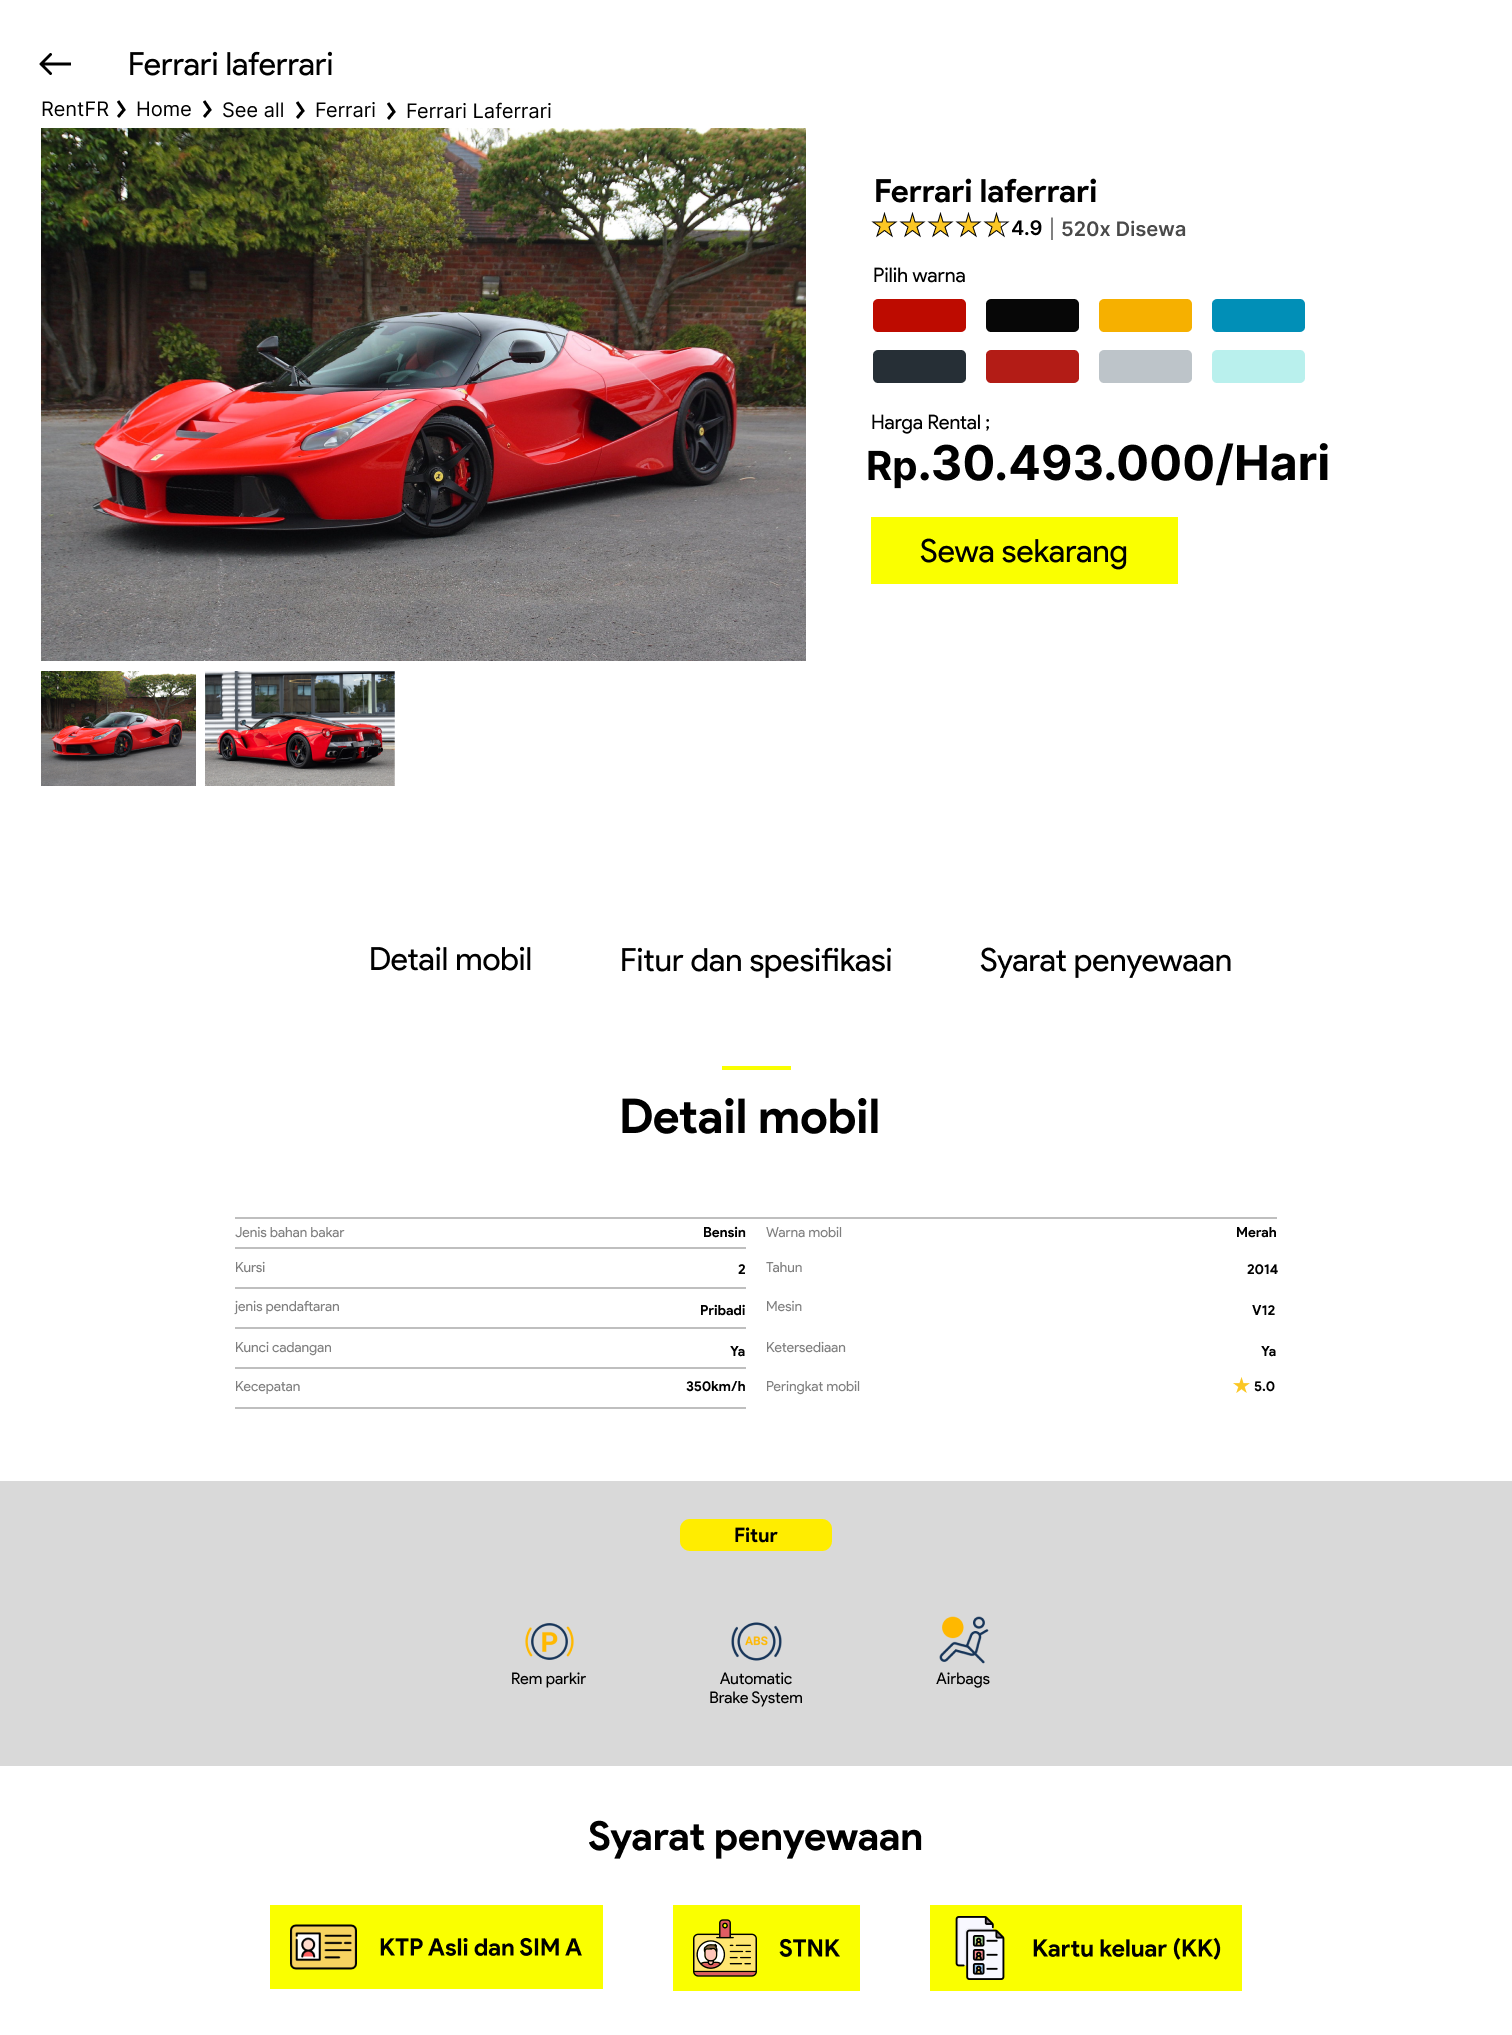 Ferrari laferrari
RentFR ❯ Home ❯ See all ❯ Ferrari ❯ Ferrari Laferrari
Ferrari laferrari
4.9 | 520x Disewa
Pilih warna
Harga Rental ;
Rp.30.493.000/Hari
Sewa sekarang
Detail mobil
Fitur dan spesifikasi
Syarat penyewaan
Detail mobil
Jenis bahan bakar Bensin
Warna mobil Merah
Kursi 2
Tahun 2014
jenis pendaftaran Pribadi
Mesin V12
Kunci cadangan Ya
Ketersediaan Ya
Kecepatan 350km/h
Peringkat mobil 5.0
Fitur
P
Rem parkir
ABS
Automatic
Brake System
Airbags
Syarat penyewaan
KTP Asli dan SIM A
STNK
Kartu keluar (KK)